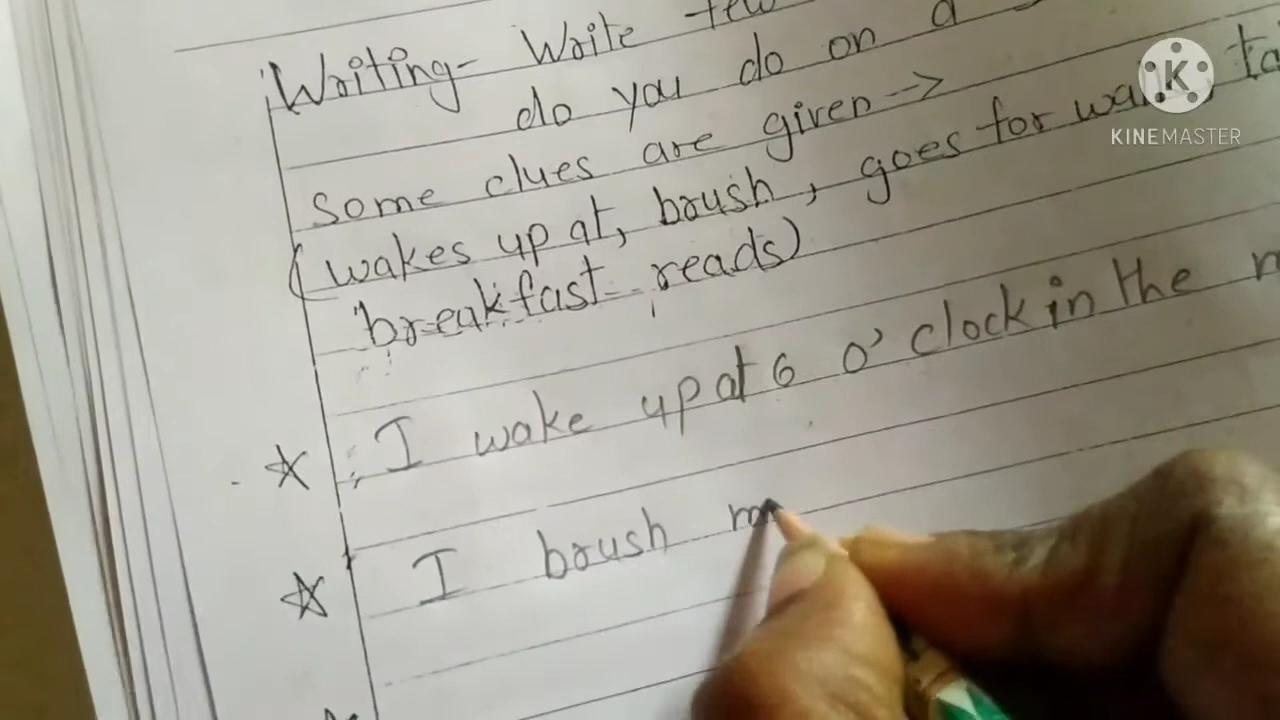 Writing- Write few
do you do on a
Some clues are given ->
(wakes up at, brush, goes for
breakfast reads)
I wake up at 6 o'clock in the
I brush
K
KINEMASTER